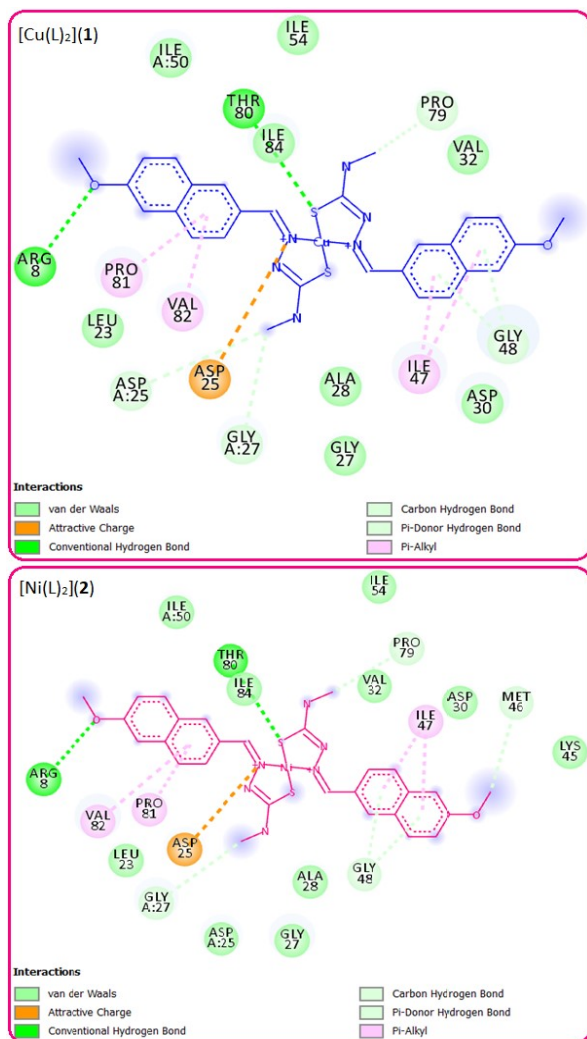 [Cu(L)₂](1)
ILE
54
ILE
A:50
THR
80
PRO
79
ILE
84
VAL
32
O
N
S
N
Cu
N
+
+
N
S
N
N
O
ARG
8
PRO
81
VAL
82
LEU
23
GLY
48
ASP
A:25
ASP
25
ALA
28
ILE
47
ASP
30
GLY
A:27
GLY
27
Interactions
van der Waals
Attractive Charge
Conventional Hydrogen Bond
Carbon Hydrogen Bond
Pi-Donor Hydrogen Bond
Pi-Alkyl
[Ni(L)₂](2)
ILE
54
ILE
A:50
THR
80
PRO
79
ILE
84
VAL
32
ASP
30
MET
46
ILE
47
LYS
45
O
N
S
N
N
+
Ni
+
N
N
S
N
O
ARG
8
VAL
82
PRO
81
ASP
25
LEU
23
GLY
A:27
ALA
28
GLY
48
ASP
A:25
GLY
27
Interactions
van der Waals
Attractive Charge
Conventional Hydrogen Bond
Carbon Hydrogen Bond
Pi-Donor Hydrogen Bond
Pi-Alkyl